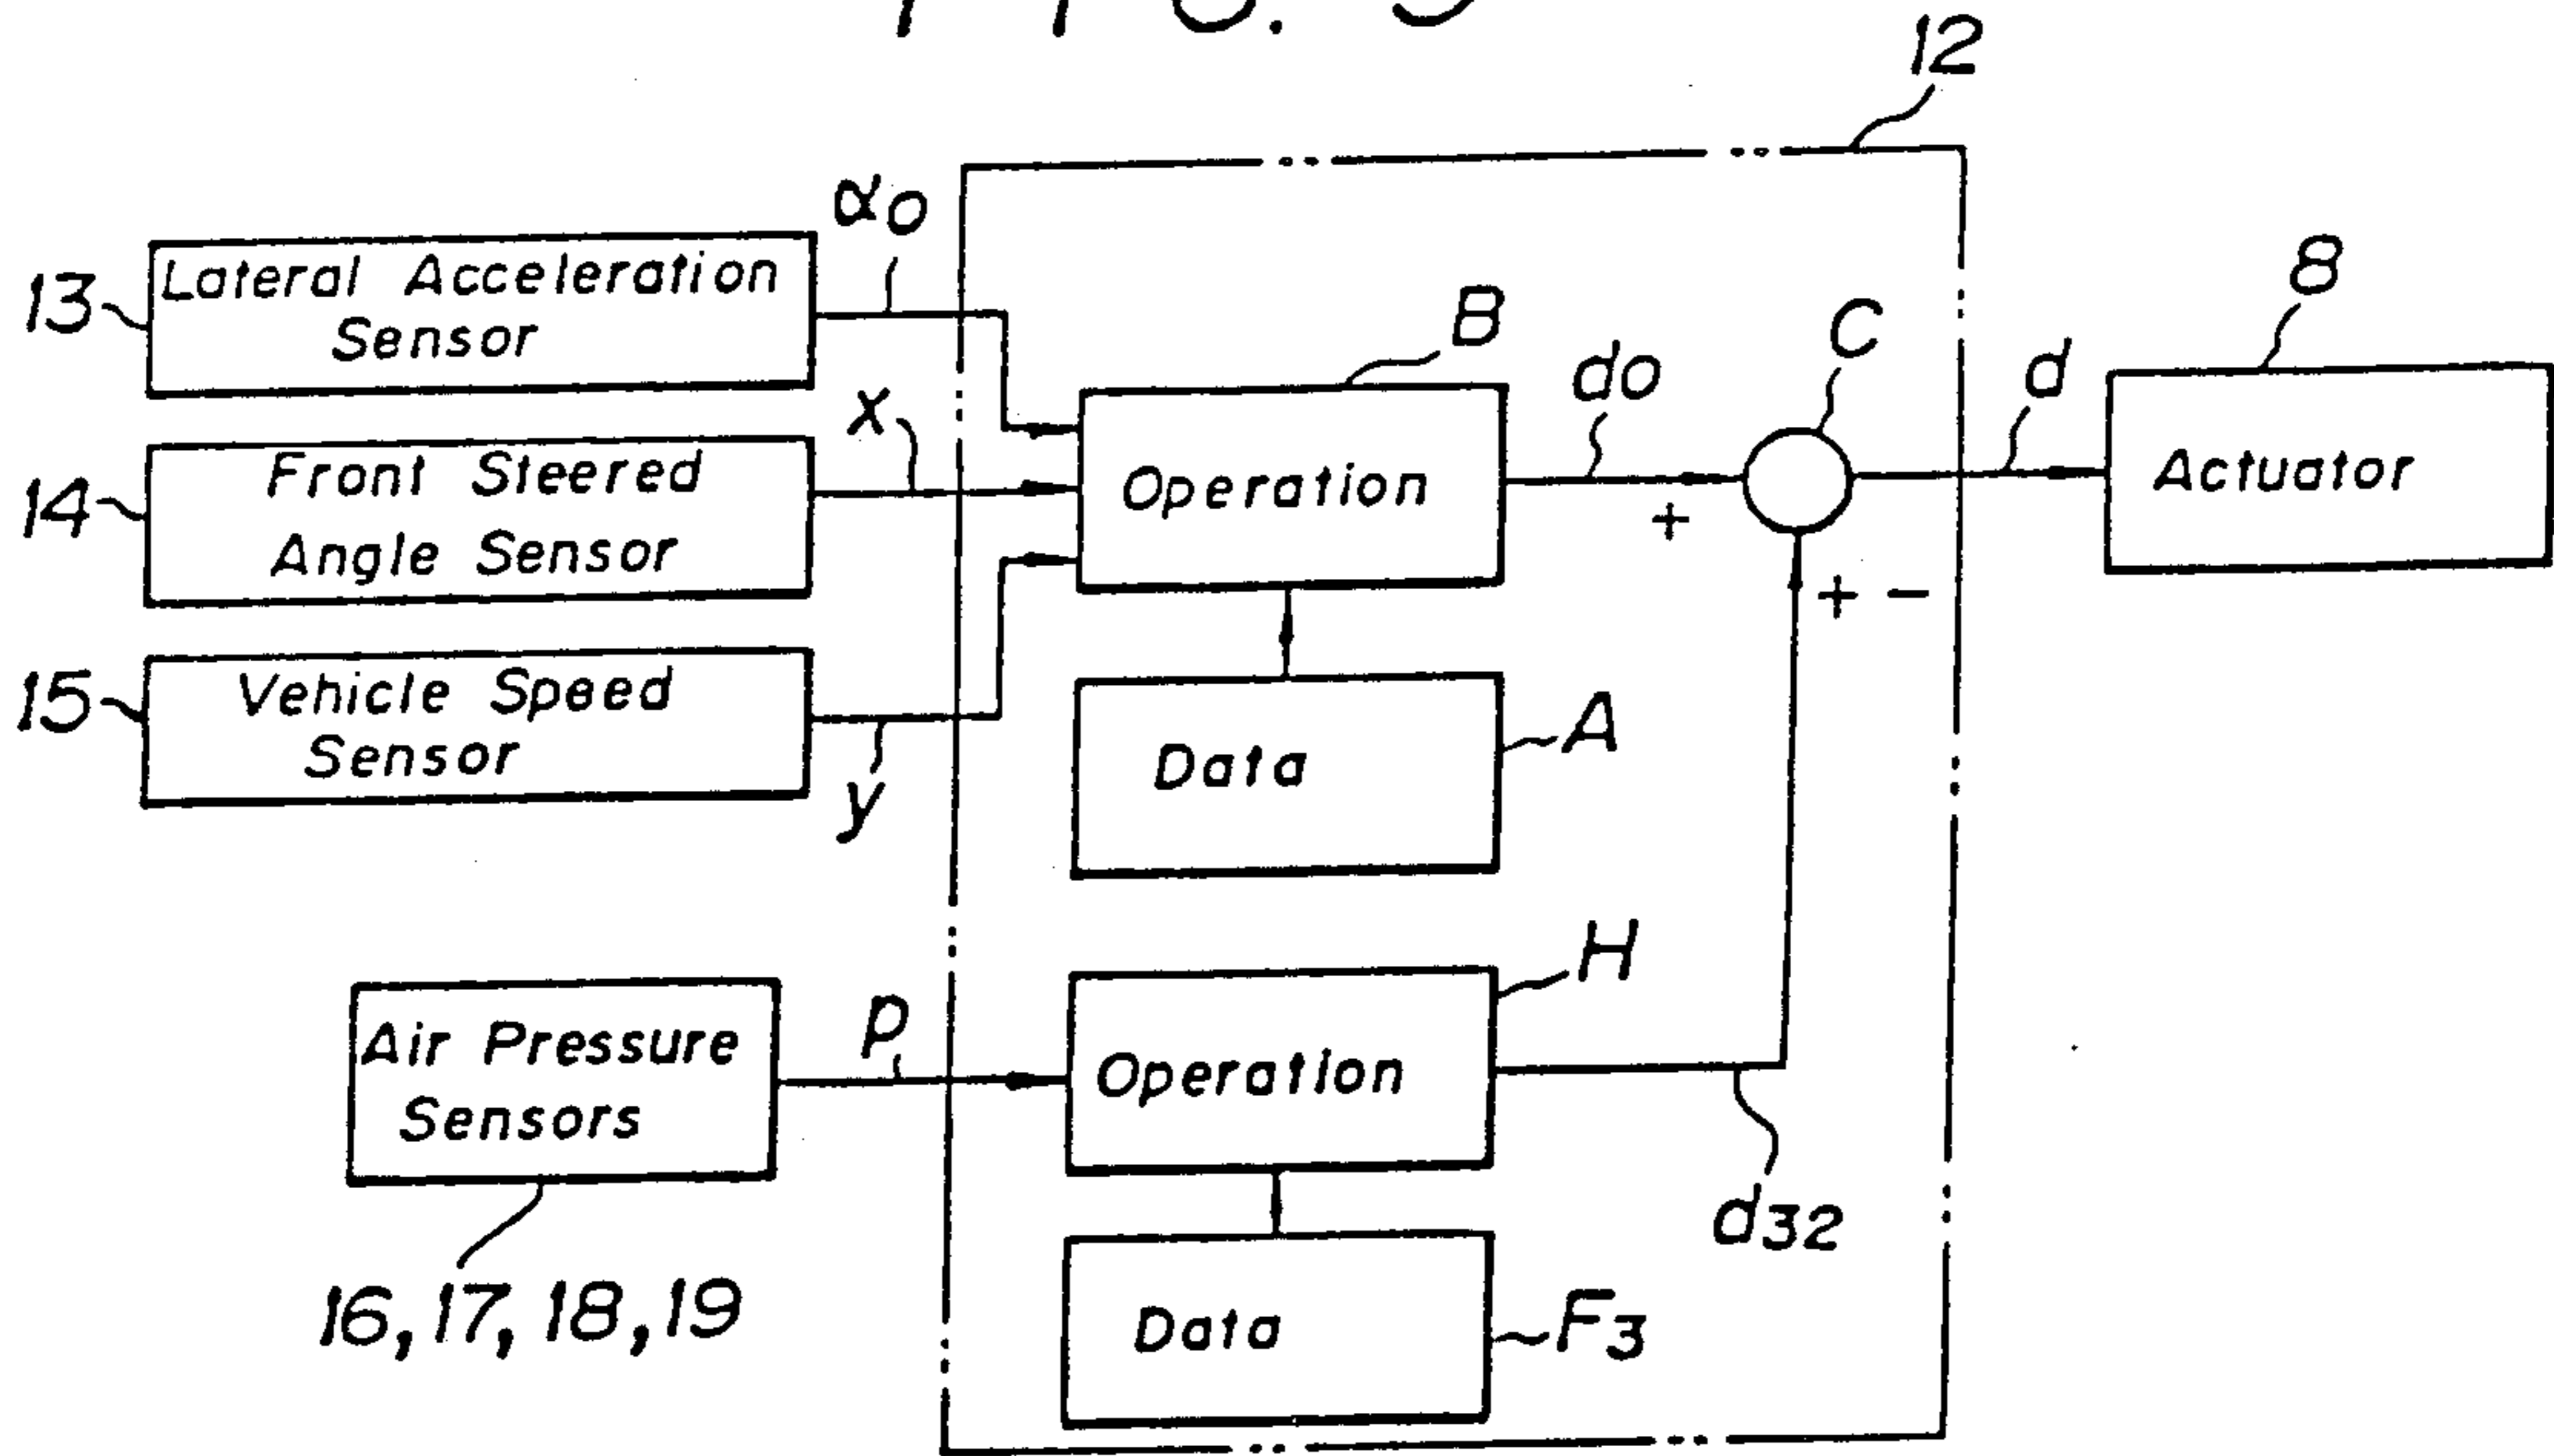 12
αo
13
Lateral Acceleration
Sensor
8
B
C
do
d
x
14
Front Steered
Angle Sensor
Operation
Actuator
+
+ -
15
Vehicle Speed
Sensor
y
Data
A
H
Air Pressure
Sensors
p
Operation
d32
16, 17, 18, 19
Data
F3